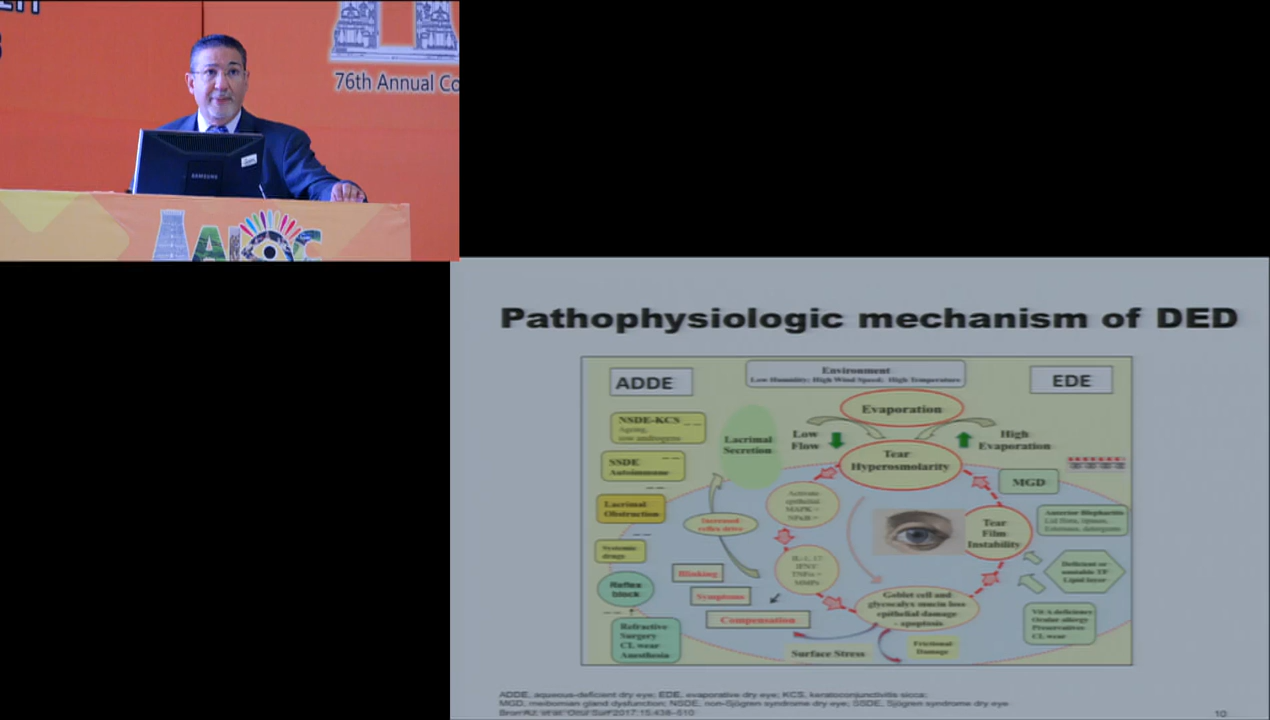 76th Annual Co
SAMSUNG
Pathophysiologic mechanism of DED
ADDE
Environment
Low Humidity; High Wind Speed; High Temperature
EDE
Evaporation
NSDE-KCS
Ageing,
Low androgens
Lacrimal
Secretion
Low
Flow
High
Evaporation
Tear
Hyperosmolarity
SSDE
Autoimmune
MGD
Activate
epithelial
MAPK +
NFκB +
Lacrimal
Obstruction
Increased
reflex drive
Tear
Film
Instability
Anterior Blepharitis
Lid flora, lipases,
Esterases, detergents
Systemic
drugs
IL-1, 17
TNFα +
MMPs
Blinking
Deficient or
unstable TF
Lipid layer
Reflex
block
Symptoms
Goblet cell and
glycocalyx mucin loss
epithelial damage
- apoptosis
Compensation
Vit A deficiency
Ocular allergy
Preservatives
CL wear
Refractive
Surgery
CL wear
Anesthesia
Surface Stress
Frictional
Damage
ADDE, aqueous-deficient dry eye; EDE, evaporative dry eye; KCS, keratoconjunctivitis sicca;
MGD, meibomian gland dysfunction; NSDE, non-Sjögren syndrome dry eye; SSDE, Sjögren syndrome dry eye
Bron AJ, et al. Ocul Surf 2017;15:438–510
10